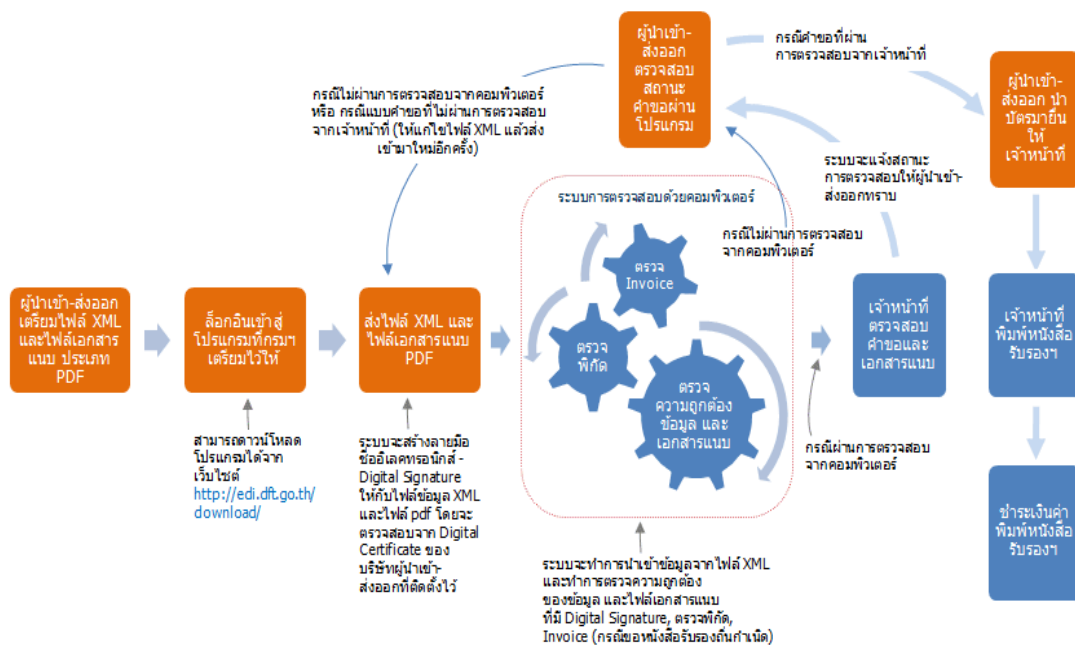 ผู้นำเข้า-
ส่งออก
ตรวจสอบ
สถานะ
คำขอผ่าน
โปรแกรม
กรณีคำขอที่ผ่าน
การตรวจสอบจากเจ้าหน้าที่
ผู้นำเข้า-
ส่งออก นำ
บัตรมายื่น
ให้
เจ้าหน้าที่
กรณีไม่ผ่านการตรวจสอบจากคอมพิวเตอร์
หรือ กรณีแบบคำขอที่ไม่ผ่านการตรวจสอบ
จากเจ้าหน้าที่ (ให้แก้ไขไฟล์ XML แล้วส่ง
เข้ามาใหม่อีกครั้ง)
ระบบจะแจ้งสถานะ
การตรวจสอบให้ผู้นำเข้า-
ส่งออกทราบ
ระบบการตรวจสอบด้วยคอมพิวเตอร์
กรณีไม่ผ่านการตรวจสอบ
จากคอมพิวเตอร์
ผู้นำเข้า-ส่งออก
เตรียมไฟล์ XML
และไฟล์เอกสาร
แนบ ประเภท
PDF
ล็อกอินเข้าสู่
โปรแกรมที่กรมฯ
เตรียมไว้ให้
ส่งไฟล์ XML และ
ไฟล์เอกสารแนบ
PDF
ตรวจ
Invoice
ตรวจ
พิกัด
ตรวจ
ความถูกต้อง
ข้อมูล และ
เอกสารแนบ
เจ้าหน้าที่
ตรวจสอบ
คำขอและ
เอกสารแนบ
เจ้าหน้าที่
พิมพ์หนังสือ
รับรองฯ
สามารถดาวน์โหลด
โปรแกรมได้จาก
เว็บไซต์
http://edi.dft.go.th/
download/
ระบบจะสร้างลายมือ
ชื่ออิเลคทรอนิกส์ -
Digital Signature
ให้กับไฟล์ข้อมูล XML
และไฟล์ pdf โดยจะ
ตรวจสอบจาก Digital
Certificate ของ
บริษัทผู้นำเข้า-
ส่งออกที่ติดตั้งไว้
กรณีผ่านการตรวจสอบ
จากคอมพิวเตอร์
ชำระเงินค่า
พิมพ์หนังสือ
รับรองฯ
ระบบจะทำการนำเข้าข้อมูลจากไฟล์ XML
และทำการตรวจความถูกต้อง
ของข้อมูล และไฟล์เอกสารแนบ
ที่มี Digital Signature, ตรวจพิกัด,
Invoice (กรณีขอหนังสือรับรองถิ่นกำเนิด)